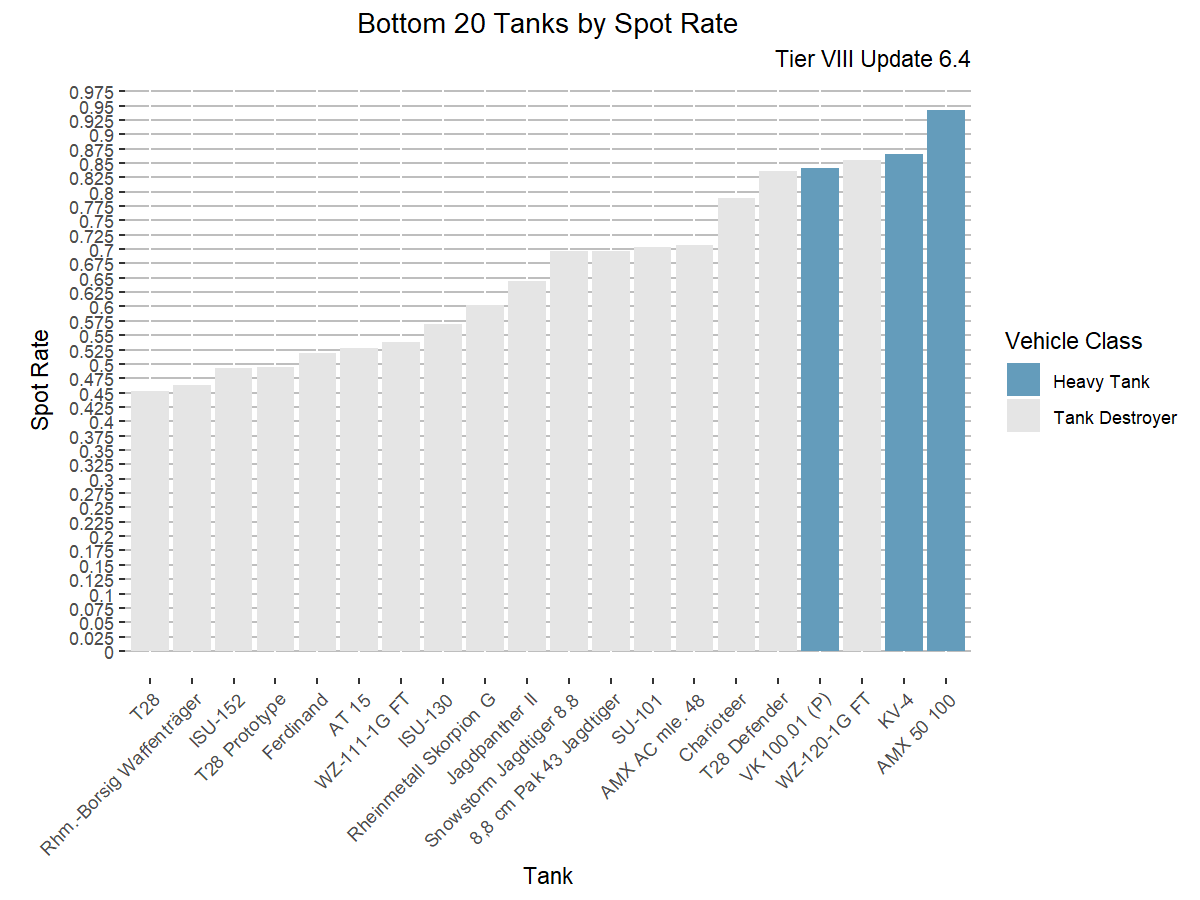 Bottom 20 Tanks by Spot Rate
Tier VIII Update 6.4
0.975
0.95
0.925
0.9
0.875
0.85
0.825
0.8
0.775
0.75
0.725
0.7
0.675
0.65
0.625
0.6
0.575
0.55
0.525
0.5
0.475
0.45
0.425
0.4
0.375
0.35
0.325
0.3
0.275
0.25
0.225
0.2
0.175
0.15
0.125
0.1
0.075
0.05
0.025
0
Spot Rate
T28
Rhm.-Borsig Waffenträger
ISU-152
T28 Prototype
Ferdinand
AT 15
WZ-111-1G FT
ISU-130
Rheinmetall Skorpion G
Jagdpanther II
Snowstorm Jagdtiger 8.8
8,8 cm Pak 43 Jagdtiger
SU-101
AMX AC mle. 48
Charioteer
T28 Defender
VK 100.01 (P)
WZ-120-1G FT
KV-4
AMX 50 100
Tank
Vehicle Class
Heavy Tank
Tank Destroyer